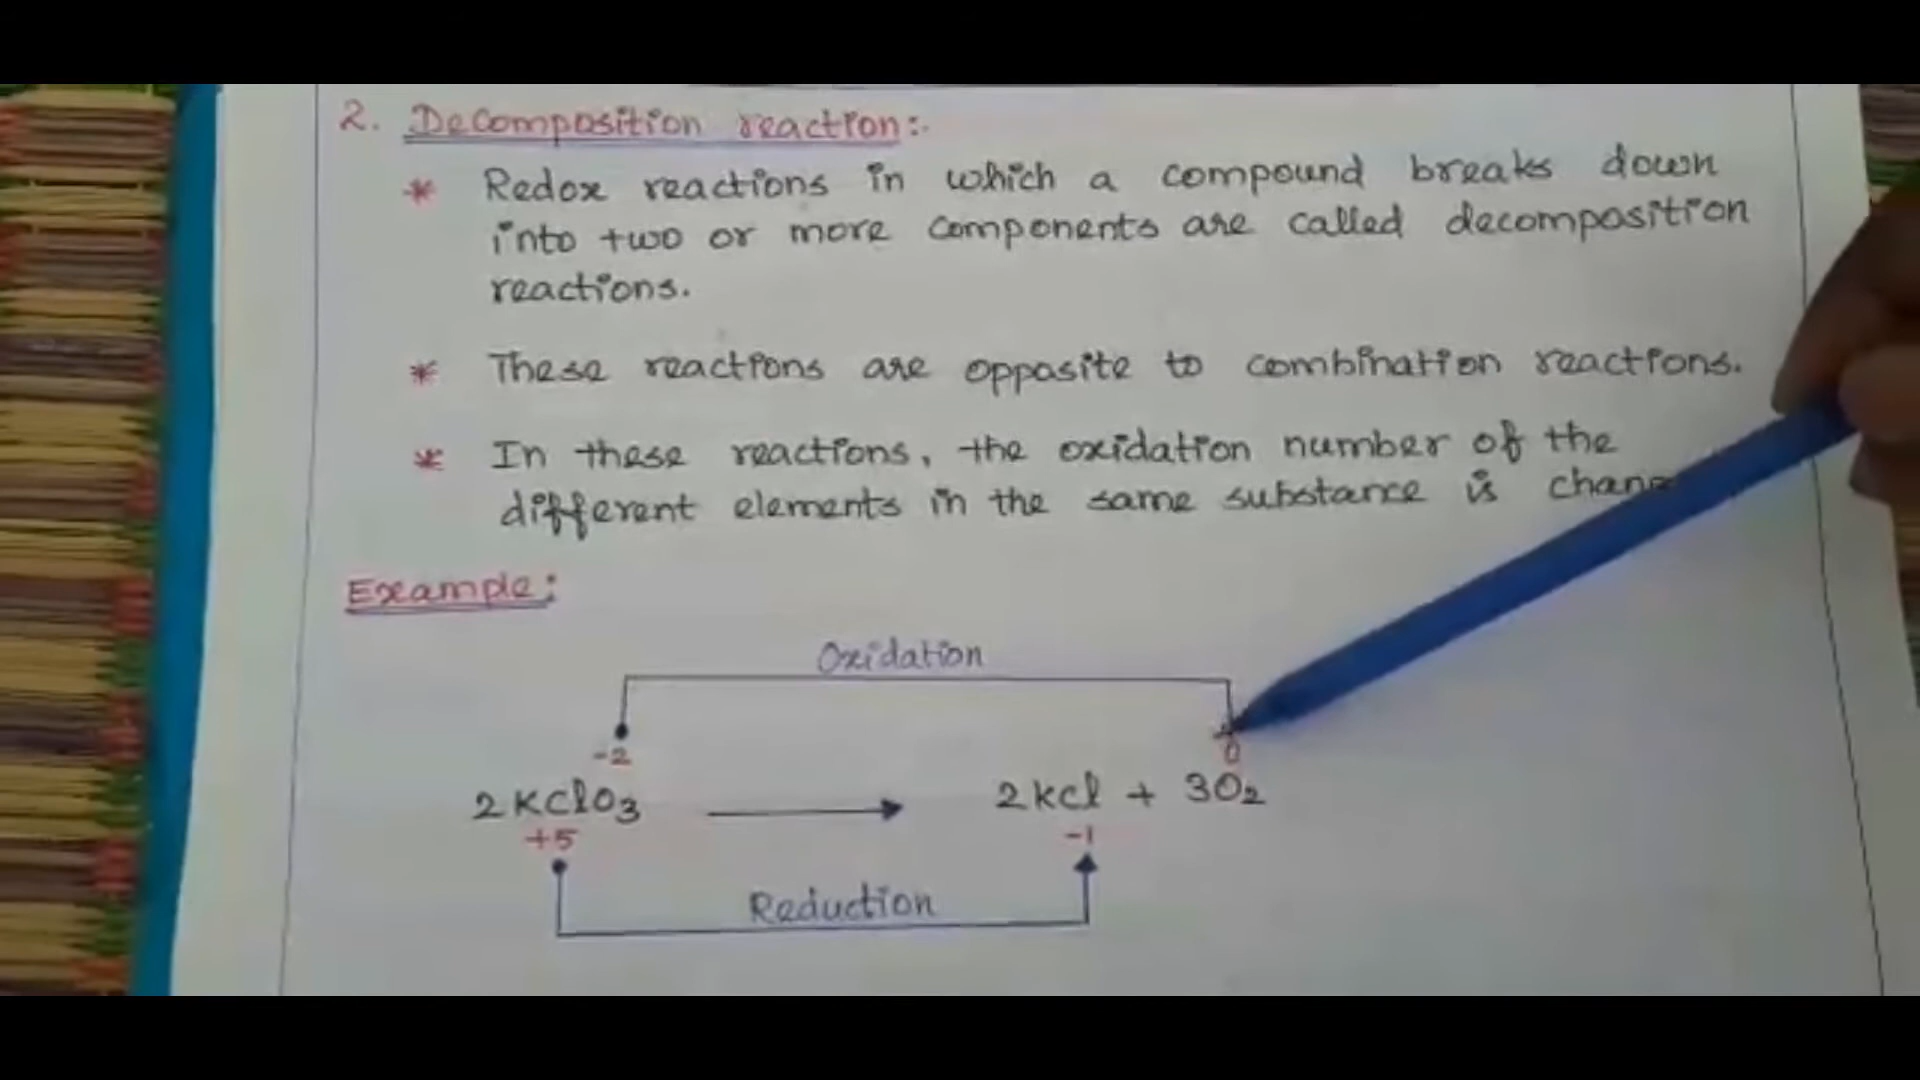 2. Decomposition reaction:-
* Redox reactions in which a compound breaks down
into two or more components are called decomposition
reactions.
* These reactions are opposite to combination reactions.
* In these reactions, the oxidation number of the
different elements in the same substance is
Example:
Oxidation
-2 0
2KClO3 → 2KCl + 3O2
+5 -1
Reduction